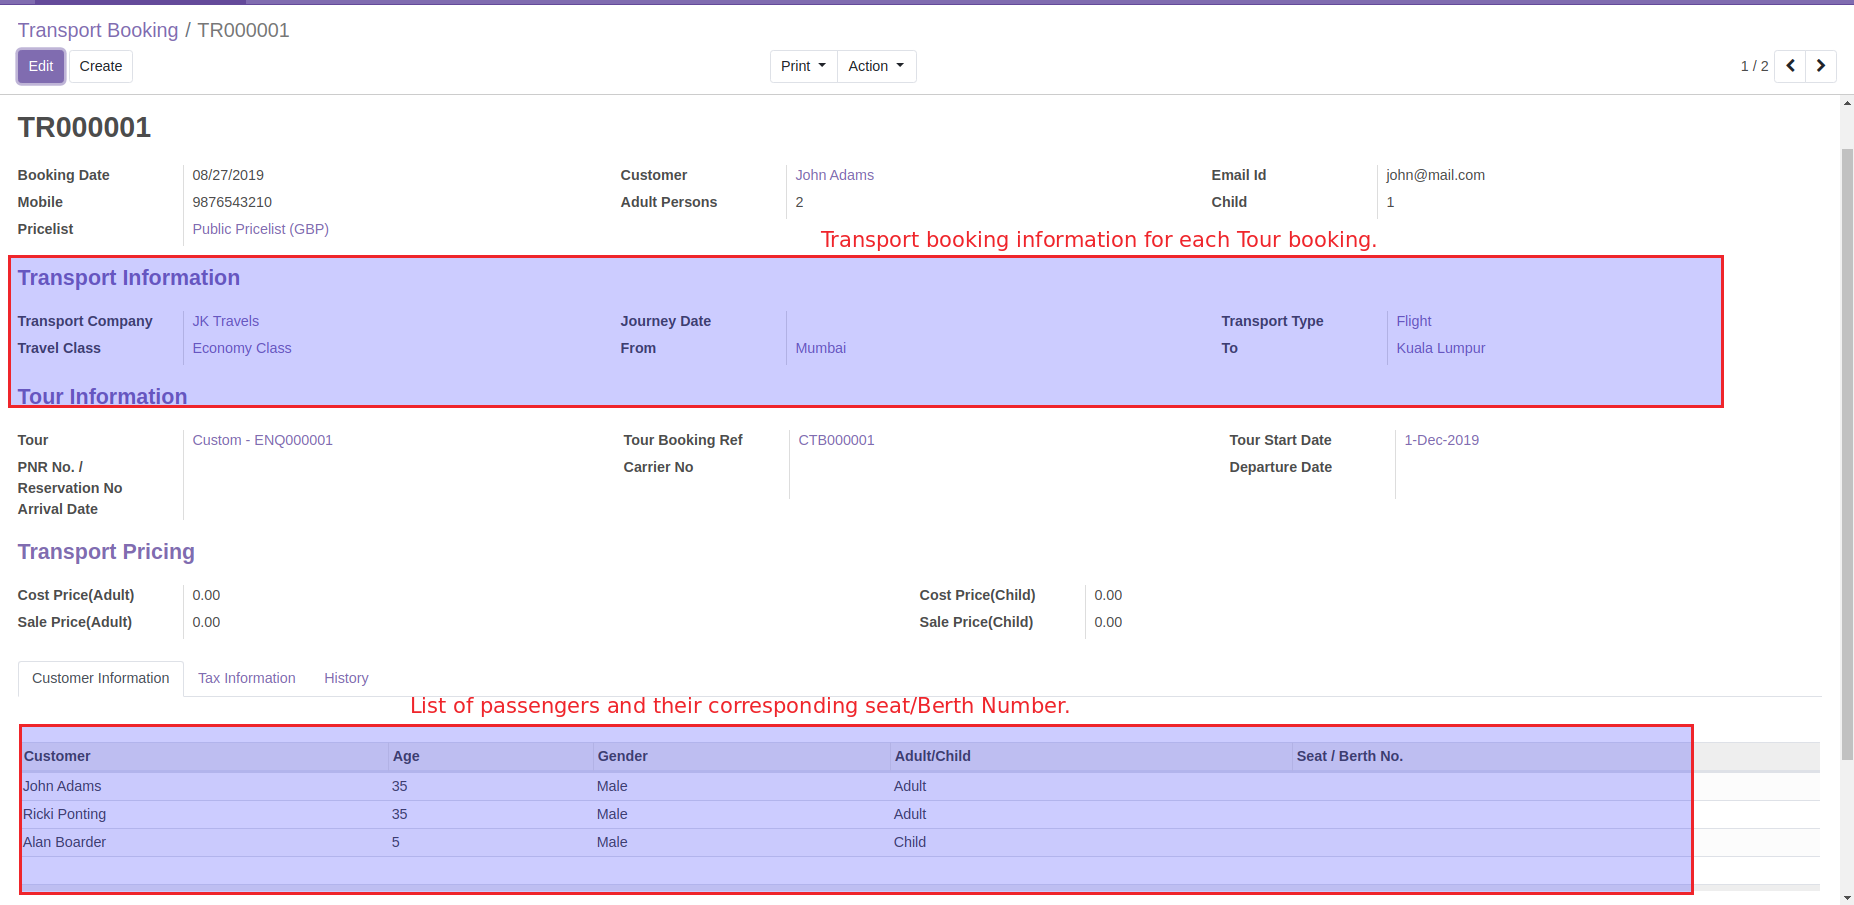 Transport Booking / TR000001
Edit Create Print Action 1 / 2
TR000001
Booking Date 08/27/2019 Customer John Adams Email Id john@mail.com
Mobile 9876543210 Adult Persons 2 Child 1
Pricelist Public Pricelist (GBP)
Transport booking information for each Tour booking.
Transport Information
Transport Company JK Travels Journey Date Transport Type Flight
Travel Class Economy Class From Mumbai To Kuala Lumpur
Tour Information
Tour Custom - ENQ000001 Tour Booking Ref CTB000001 Tour Start Date 1-Dec-2019
PNR No. / Carrier No Departure Date
Reservation No
Arrival Date
Transport Pricing
Cost Price(Adult) 0.00 Cost Price(Child) 0.00
Sale Price(Adult) 0.00 Sale Price(Child) 0.00
Customer Information Tax Information History
List of passengers and their corresponding seat/Berth Number.
Customer Age Gender Adult/Child Seat / Berth No.
John Adams 35 Male Adult
Ricki Ponting 35 Male Adult
Alan Boarder 5 Male Child